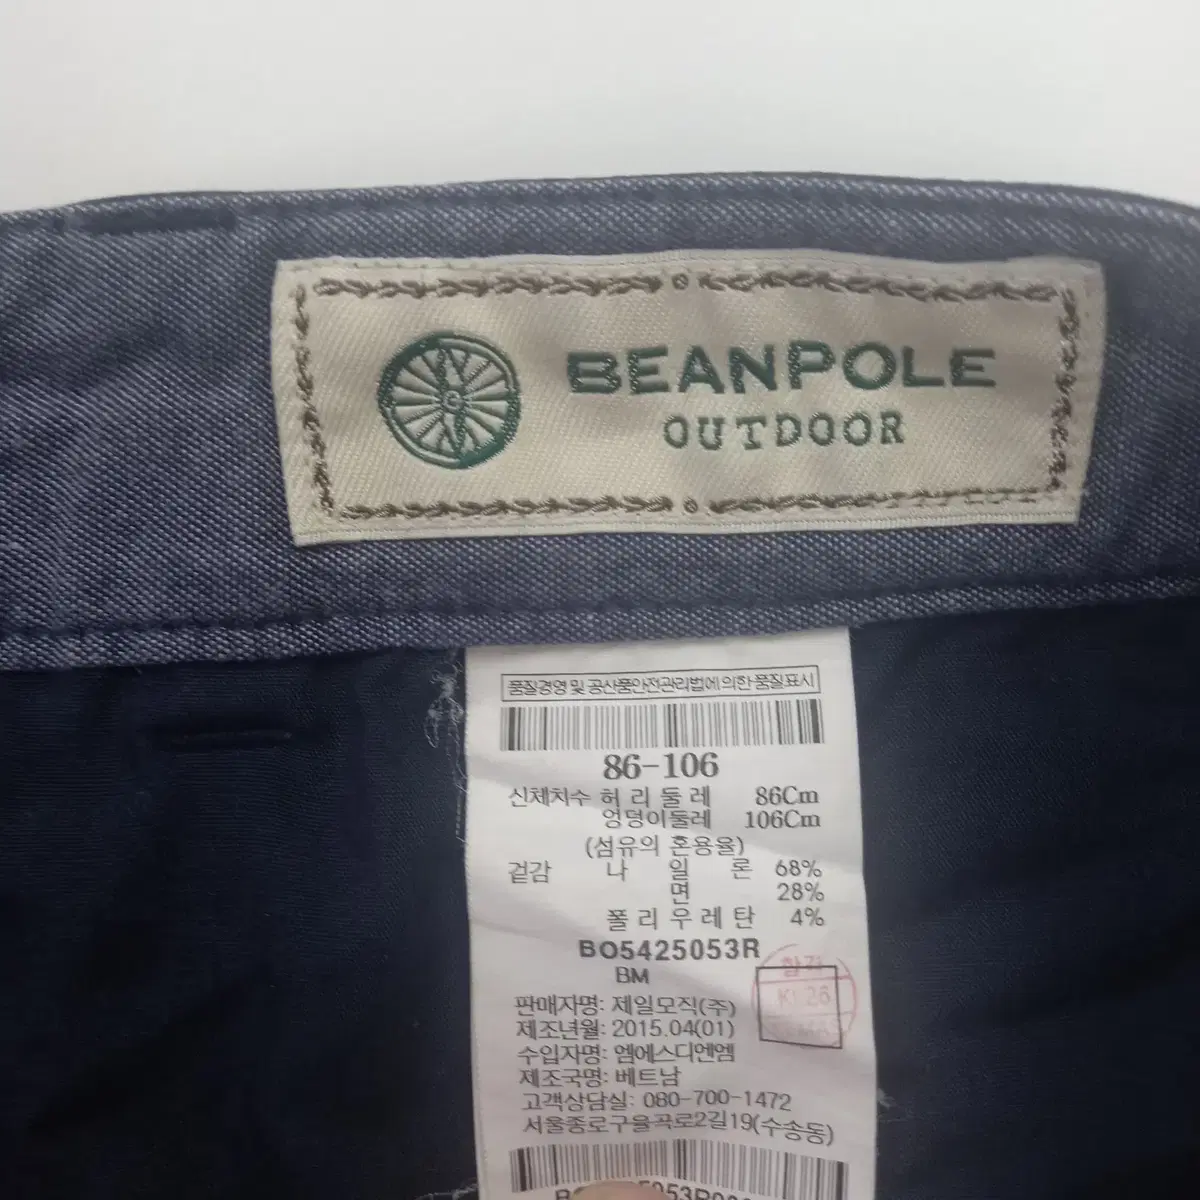 BEANPOLE
OUTDOOR
품질경영 및 공산품안전관리법에 의한 품질표시
86-106
신체치수 허 리 둘 레 86Cm
엉덩이둘레 106Cm
(섬유의 혼용율)
겉감 나 일 론 68%
면 28%
폴 리 우 레 탄 4%
BO5425053R
BM
합격
판매자명: 제일모직(주)
제조년월: 2015.04(01)
수입자명: 엠에스디엔엠
제조국명: 베트남
고객상담실: 080-700-1472
서울종로구율곡로2길19(수송동)